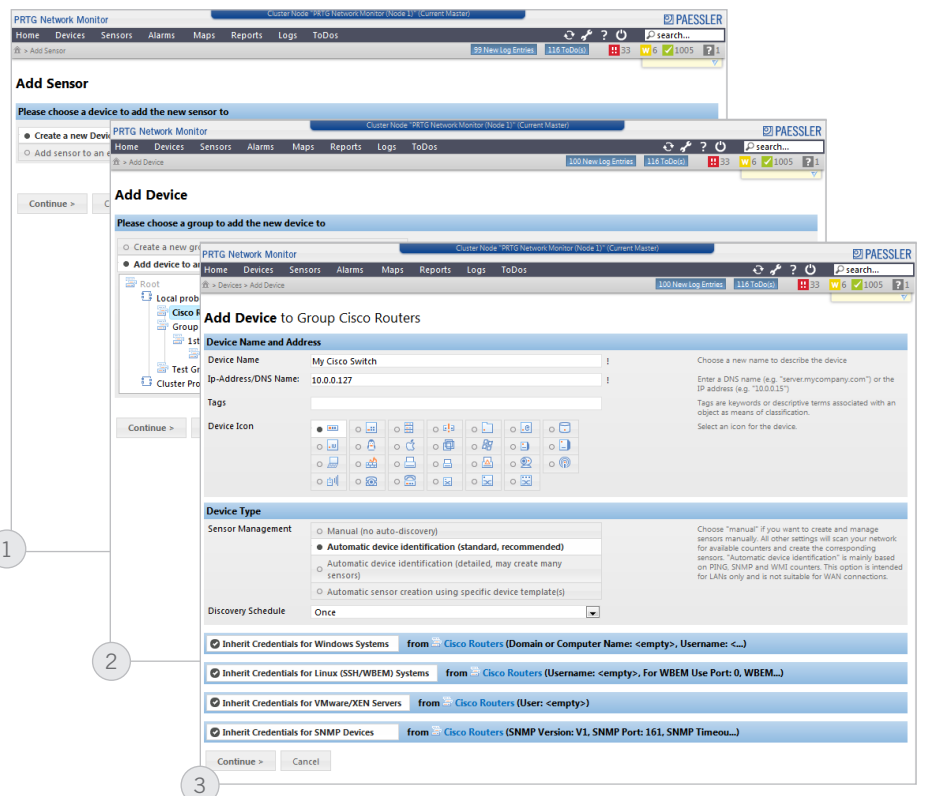 Cluster Node "PRTG Network Monitor (Node 1)" (Current Master)
PRTG Network Monitor
PAESSLER
Home Devices Sensors Alarms Maps Reports Logs ToDos
search...
> Add Sensor
99 New Log Entries 116 ToDo(s) !! 33 W 6 1005 ? 1
Add Sensor
Please choose a device to add the new sensor to
Create a new
Add sensor to an
Continue >
Cluster Node "PRTG Network Monitor (Node 1)" (Current Master)
PRTG Network Monitor
PAESSLER
Home Devices Sensors Alarms Maps Reports Logs ToDos
search...
> Add Device
100 New Log Entries 116 ToDo(s) !! 33 W 6 1005 ? 1
Add Device
Please choose a group to add the new device to
Create a new
Add device to
Root
Local
Cisco
Group
1st
Test
Cluster
Continue >
Cluster Node "PRTG Network Monitor (Node 1)" (Current Master)
PRTG Network Monitor
PAESSLER
Home Devices Sensors Alarms Maps Reports Logs ToDos
search...
> Devices > Add Device
100 New Log Entries 116 ToDo(s) !! 33 W 6 1005 ? 1
Add Device to Group Cisco Routers
Device Name and Address
Device Name My Cisco Switch ! Choose a new name to describe the device
Ip-Address/DNS Name: 10.0.0.127 ! Enter a DNS name (e.g. "server.mycompany.com") or the
IP address (e.g. "10.0.0.15")
Tags Tags are keywords or descriptive terms associated with an
object as means of classification.
Device Icon Select an icon for the device.
Device Type
Sensor Management
Manual (no auto-discovery)
Automatic device identification (standard, recommended)
Automatic device identification (detailed, may create many
sensors)
Automatic sensor creation using specific device template(s)
Choose "manual" if you want to create and manage
sensors manually. All other settings will scan your network
for available counters and create the corresponding
sensors. "Automatic device identification" is mainly based
on PING, SNMP and WMI counters. This option is intended
for LANs only and is not suitable for WAN connections.
Discovery Schedule Once
Inherit Credentials for Windows Systems from Cisco Routers (Domain or Computer Name: <empty>, Username: <...)
Inherit Credentials for Linux (SSH/WBEM) Systems from Cisco Routers (Username: <empty>, For WBEM Use Port: 0, WBEM...)
Inherit Credentials for VMware/XEN Servers from Cisco Routers (User: <empty>)
Inherit Credentials for SNMP Devices from Cisco Routers (SNMP Version: V1, SNMP Port: 161, SNMP Timeou...)
Continue > Cancel
1
2
3